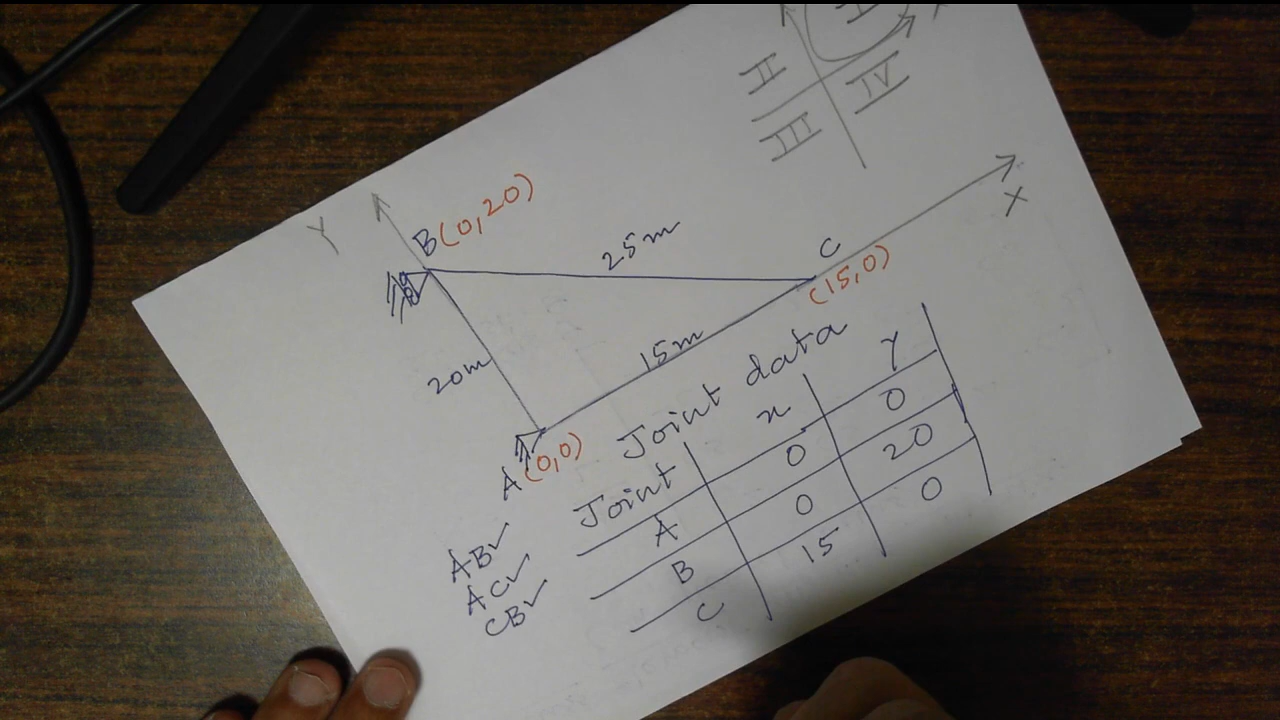 II
IV
III
X
Y
B(0,20)
25m
C
(15,0)
20m
15m
A(0,0)
Joint data
Joint x Y
A 0 0
B 0 20
C 15 0
AB✓
AC✓
CB✓